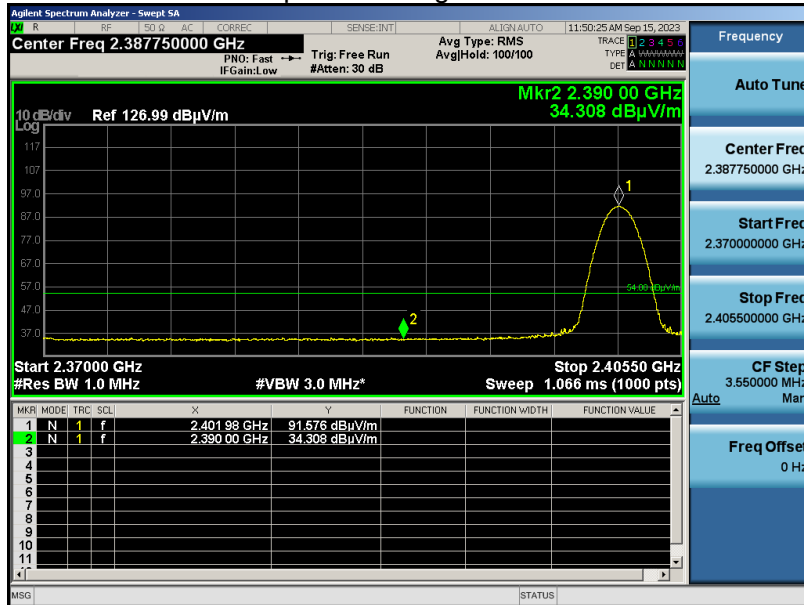 Agilent Spectrum Analyzer - Swept SA
LXI R RF 50 Ω AC CORREC SENSE:INT ALIGN AUTO 11:50:25 AM Sep 15, 2023
Center Freq 2.387750000 GHz
PNO: Fast
IFGain:Low
Trig: Free Run
#Atten: 30 dB
Avg Type: RMS
Avg|Hold: 100/100
TRACE 1 2 3 4 5 6
TYPE A
DET A N N N N N
Mkr2 2.390 00 GHz
34.308 dBµV/m
10 dB/div Ref 126.99 dBµV/m
Log
117
107
97.0
87.0
77.0
67.0
57.0
47.0
37.0
1
2
54.00 dBµV/m
Start 2.37000 GHz Stop 2.40550 GHz
#Res BW 1.0 MHz #VBW 3.0 MHz* Sweep 1.066 ms (1000 pts)
MKR MODE TRC SCL X Y FUNCTION FUNCTION WIDTH FUNCTION VALUE
1 N 1 f 2.401 98 GHz 91.576 dBµV/m
2 N 1 f 2.390 00 GHz 34.308 dBµV/m
3
4
5
6
7
8
9
10
11
MSG STATUS
Frequency
Auto Tune
Center Freq
2.387750000 GHz
Start Freq
2.370000000 GHz
Stop Freq
2.405500000 GHz
CF Step
3.550000 MHz
Auto Man
Freq Offset
0 Hz